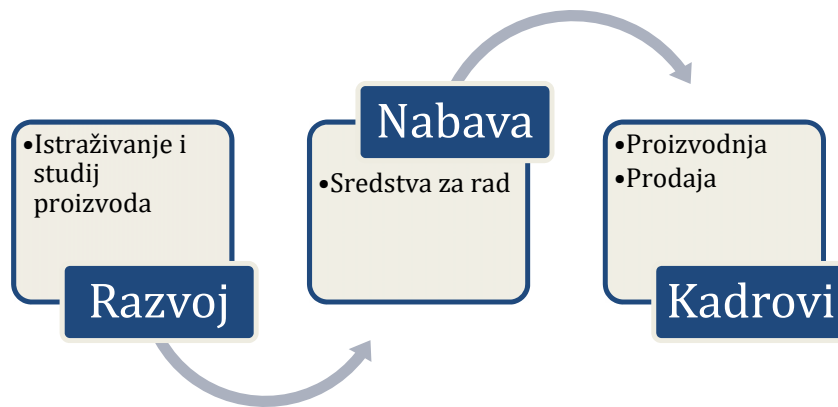 •Istraživanje i
studij
proizvoda
Razvoj
Nabava
•Sredstva za rad
•Proizvodnja
•Prodaja
Kadrovi